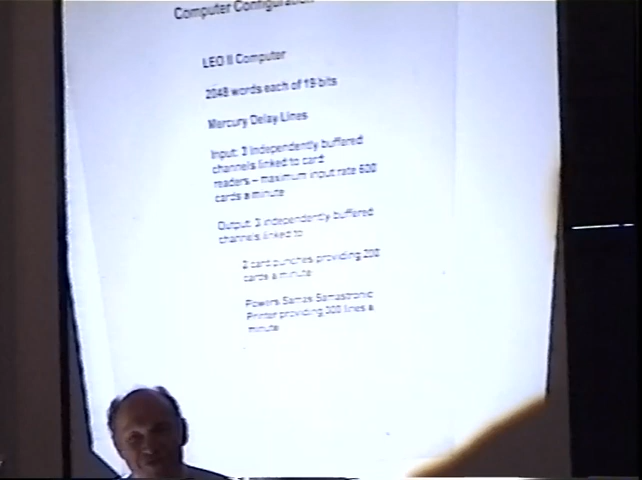 Computer Configuration
LEO II Computer
2048 words each of 19 bits
Mercury Delay Lines
Input: 3 Independently buffered
channels linked to card
readers – maximum input rate 600
cards a minute
Output: 3 independently buffered
channels linked to
2 card punches providing 200
cards a minute
Powers Samas Samastronic
Printer providing 300 lines a
minute